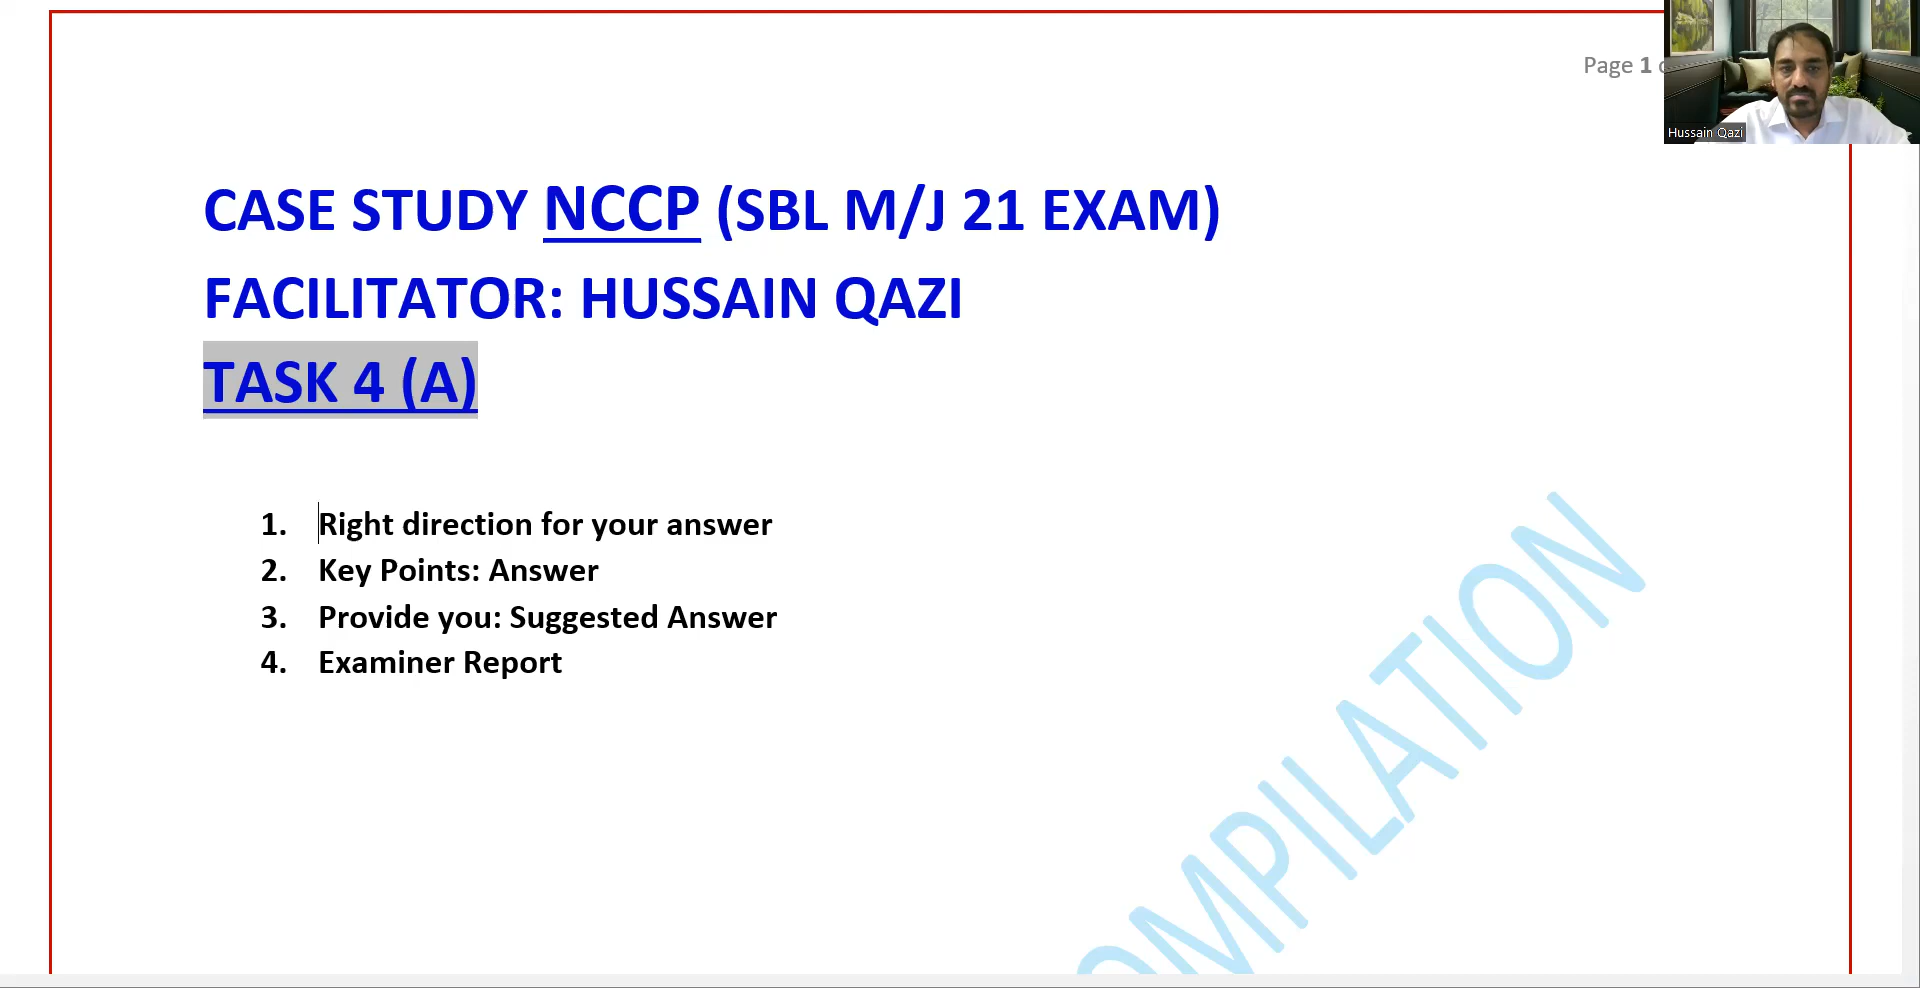 Page 1
Hussain Qazi
CASE STUDY NCCP (SBL M/J 21 EXAM)
FACILITATOR: HUSSAIN QAZI
TASK 4 (A)
1. Right direction for your answer
2. Key Points: Answer
3. Provide you: Suggested Answer
4. Examiner Report
OMPILATION